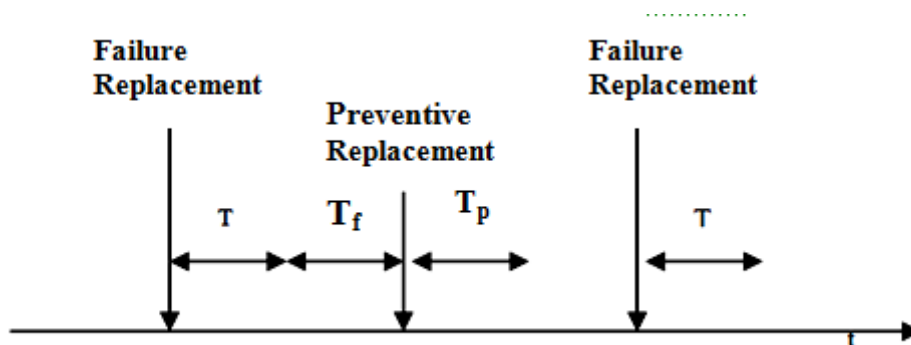 Failure
Replacement
Failure
Replacement
Preventive
Replacement
T
Tf
Tp
T
t